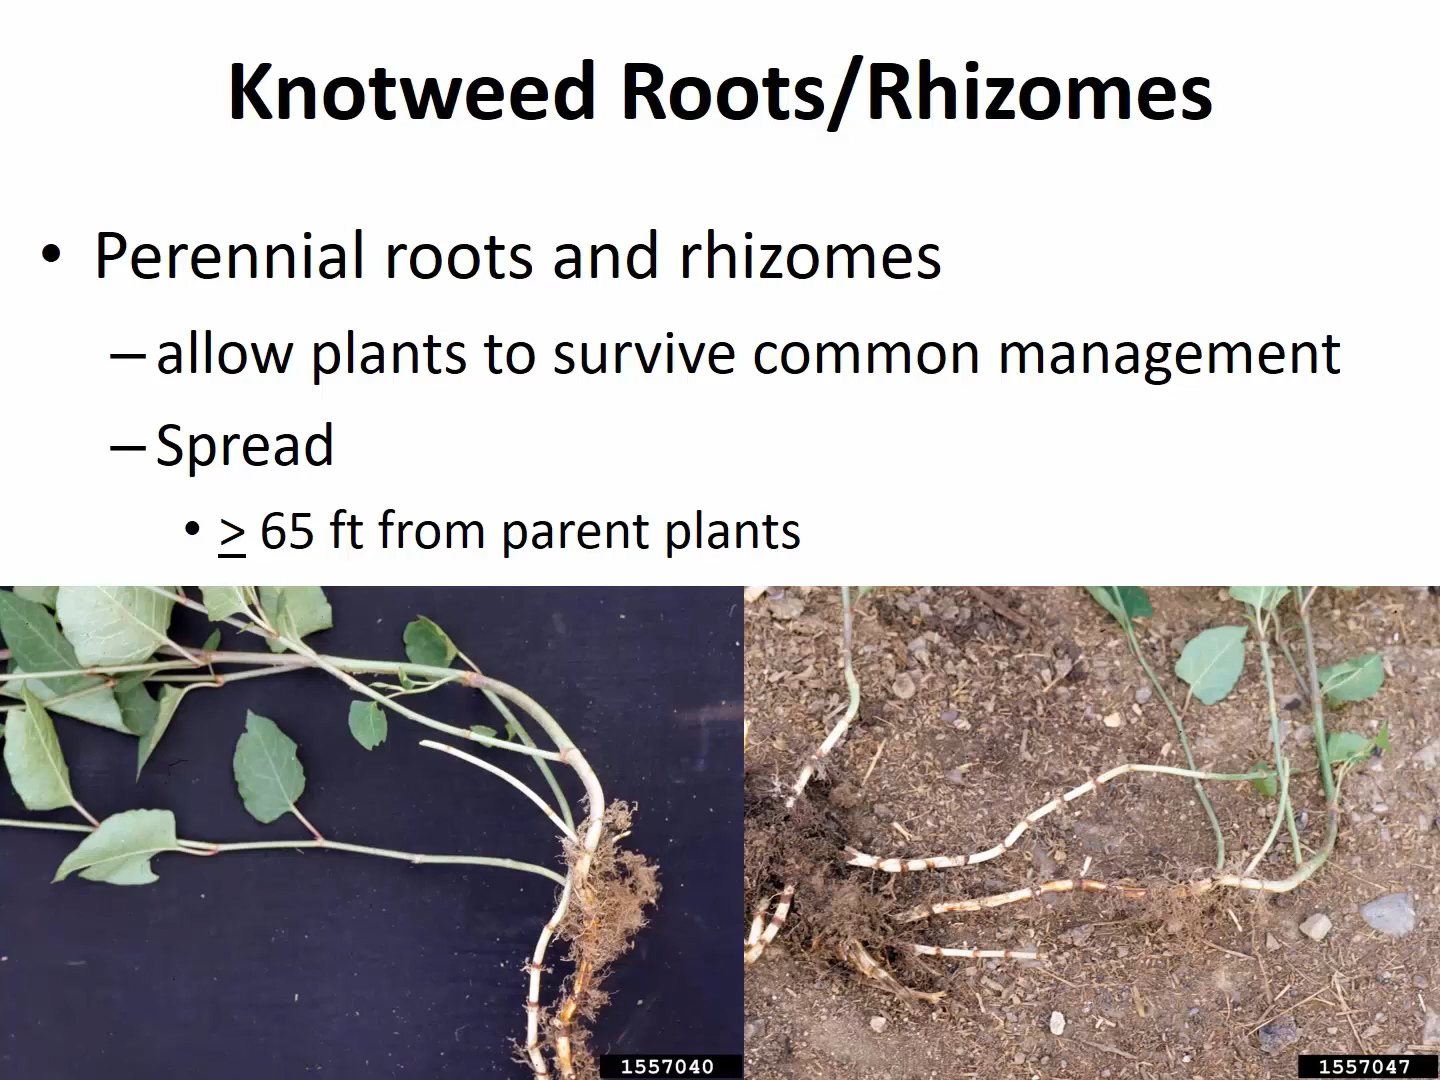 Knotweed Roots/Rhizomes
• Perennial roots and rhizomes
– allow plants to survive common management
– Spread
• ≥ 65 ft from parent plants
1557040
1557047